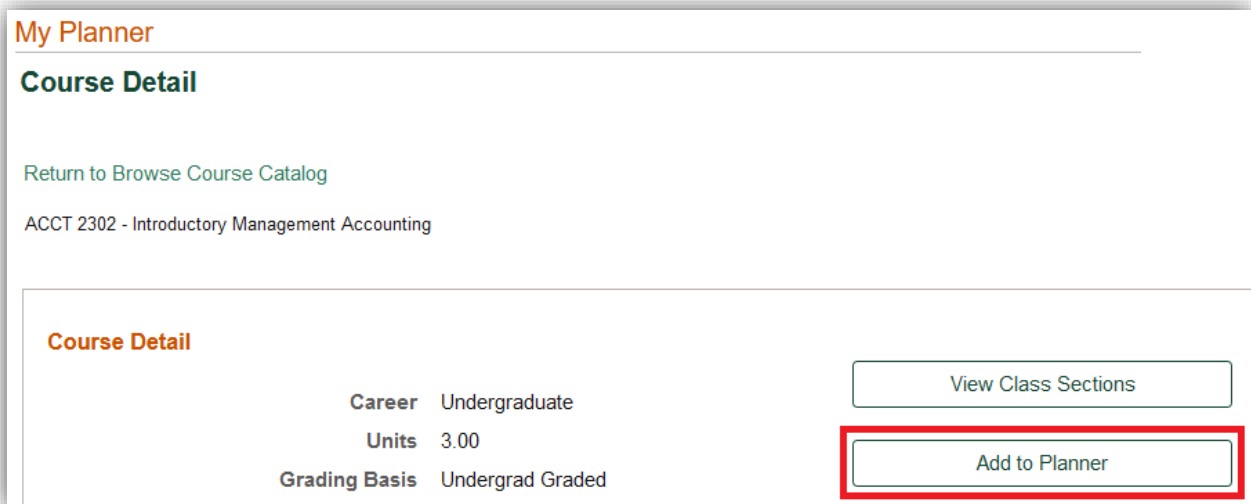 My Planner
Course Detail
Return to Browse Course Catalog
ACCT 2302 - Introductory Management Accounting
Course Detail
View Class Sections
Career Undergraduate
Units 3.00
Add to Planner
Grading Basis Undergrad Graded